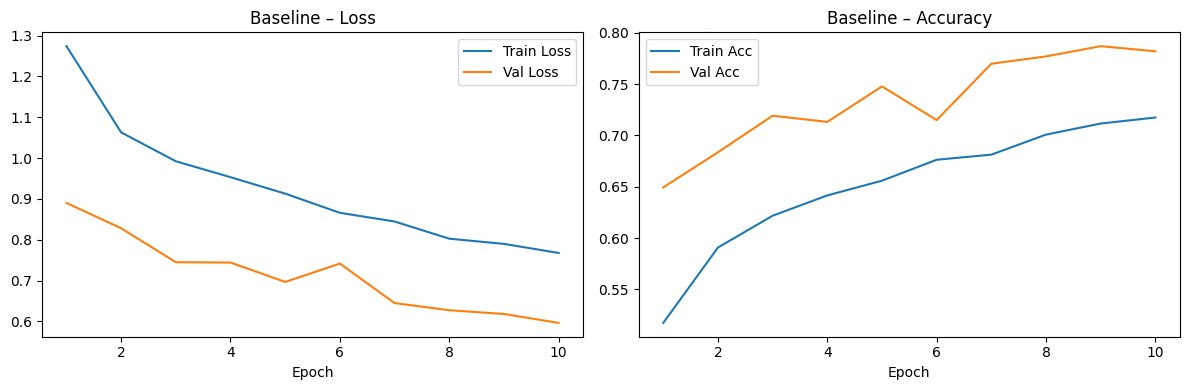 Baseline – Loss
1.3
1.2
1.1
1.0
0.9
0.8
0.7
0.6
Train Loss
Val Loss
2 4 6 8 10
Epoch
Baseline – Accuracy
0.80
0.75
0.70
0.65
0.60
0.55
Train Acc
Val Acc
2 4 6 8 10
Epoch